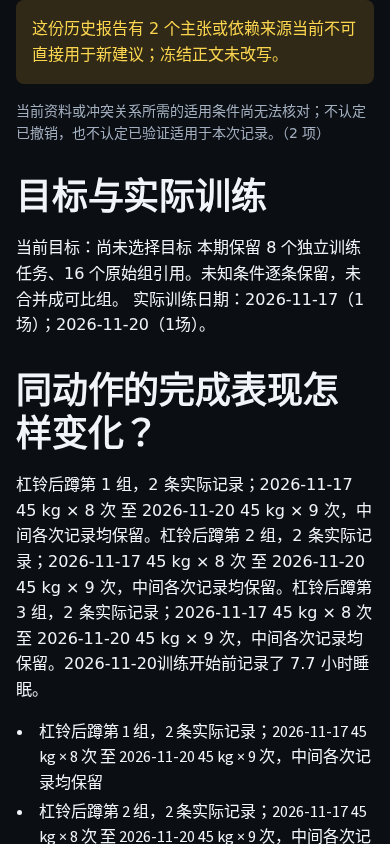 这份历史报告有 2 个主张或依赖来源当前不可
直接用于新建议；冻结正文未改写。
当前资料或冲突关系所需的适用条件尚无法核对；不认定
已撤销，也不认定已验证适用于本次记录。（2 项）
目标与实际训练
当前目标：尚未选择目标 本期保留 8 个独立训练
任务、16 个原始组引用。未知条件逐条保留，未
合并成可比组。 实际训练日期：2026-11-17（1
场）；2026-11-20（1场）。
同动作的完成表现怎
样变化？
杠铃后蹲第 1 组，2 条实际记录；2026-11-17
45 kg × 8 次 至 2026-11-20 45 kg × 9 次，中
间各次记录均保留。杠铃后蹲第 2 组，2 条实际记
录；2026-11-17 45 kg × 8 次 至 2026-11-20
45 kg × 9 次，中间各次记录均保留。杠铃后蹲第
3 组，2 条实际记录；2026-11-17 45 kg × 8 次
至 2026-11-20 45 kg × 9 次，中间各次记录均
保留。2026-11-20训练开始前记录了 7.7 小时睡
眠。
• 杠铃后蹲第 1 组，2 条实际记录；2026-11-17 45
kg × 8 次 至 2026-11-20 45 kg × 9 次，中间各次记
录均保留
• 杠铃后蹲第 2 组，2 条实际记录；2026-11-17 45
kg × 8 次 至 2026-11-20 45 kg × 9 次，中间各次记